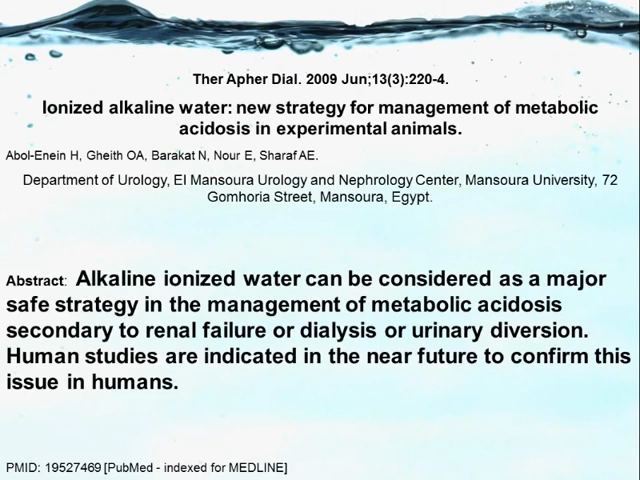 Ther Apher Dial. 2009 Jun;13(3):220-4.
Ionized alkaline water: new strategy for management of metabolic
acidosis in experimental animals.
Abol-Enein H, Gheith OA, Barakat N, Nour E, Sharaf AE.
Department of Urology, El Mansoura Urology and Nephrology Center, Mansoura University, 72
Gomhoria Street, Mansoura, Egypt.
Abstract: Alkaline ionized water can be considered as a major
safe strategy in the management of metabolic acidosis
secondary to renal failure or dialysis or urinary diversion.
Human studies are indicated in the near future to confirm this
issue in humans.
PMID: 19527469 [PubMed - indexed for MEDLINE]